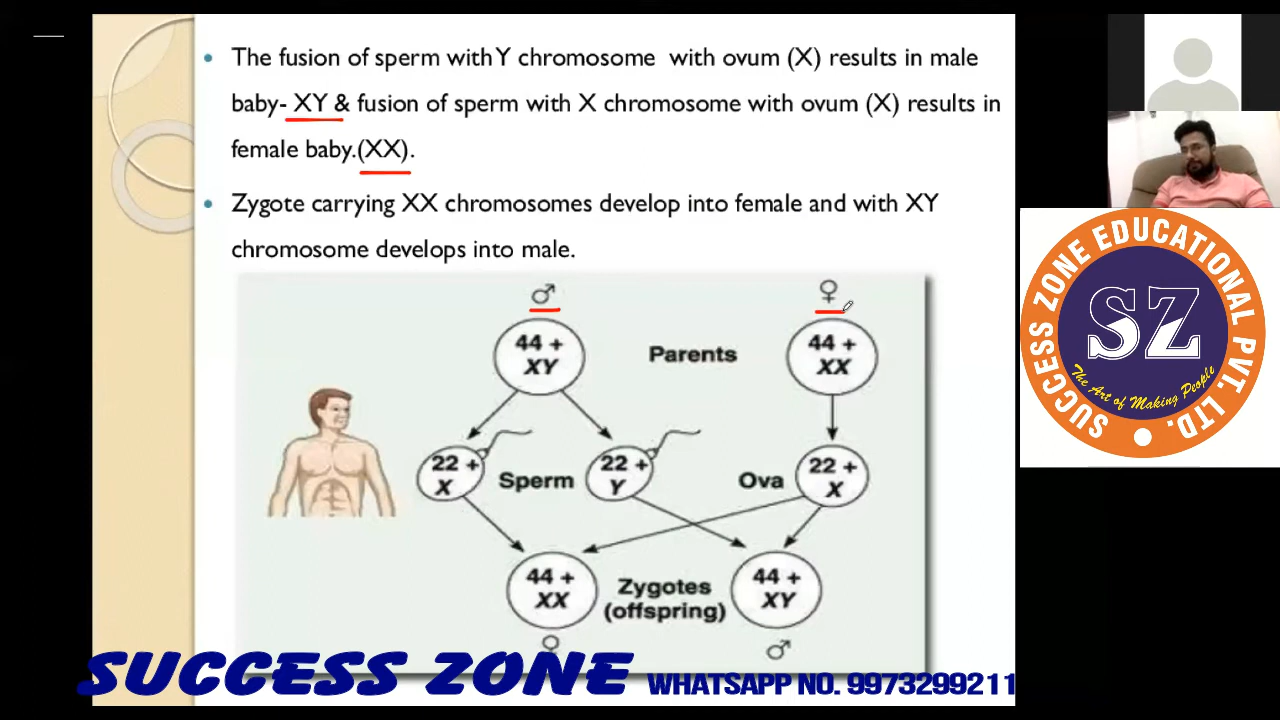 The fusion of sperm with Y chromosome with ovum (X) results in male
baby- XY & fusion of sperm with X chromosome with ovum (X) results in
female baby.(XX).
Zygote carrying XX chromosomes develop into female and with XY
chromosome develops into male.
♂ ♀
44 +
XY
Parents
44 +
XX
22 +
X
Sperm
22 +
Y
Ova
22 +
X
44 +
XX
Zygotes
(offspring)
44 +
XY
♀ ♂
SUCCESS ZONE EDUCATIONAL PVT. LTD.
SZ
The Art of Making People
SUCCESS ZONE WHATSAPP NO. 9973299211